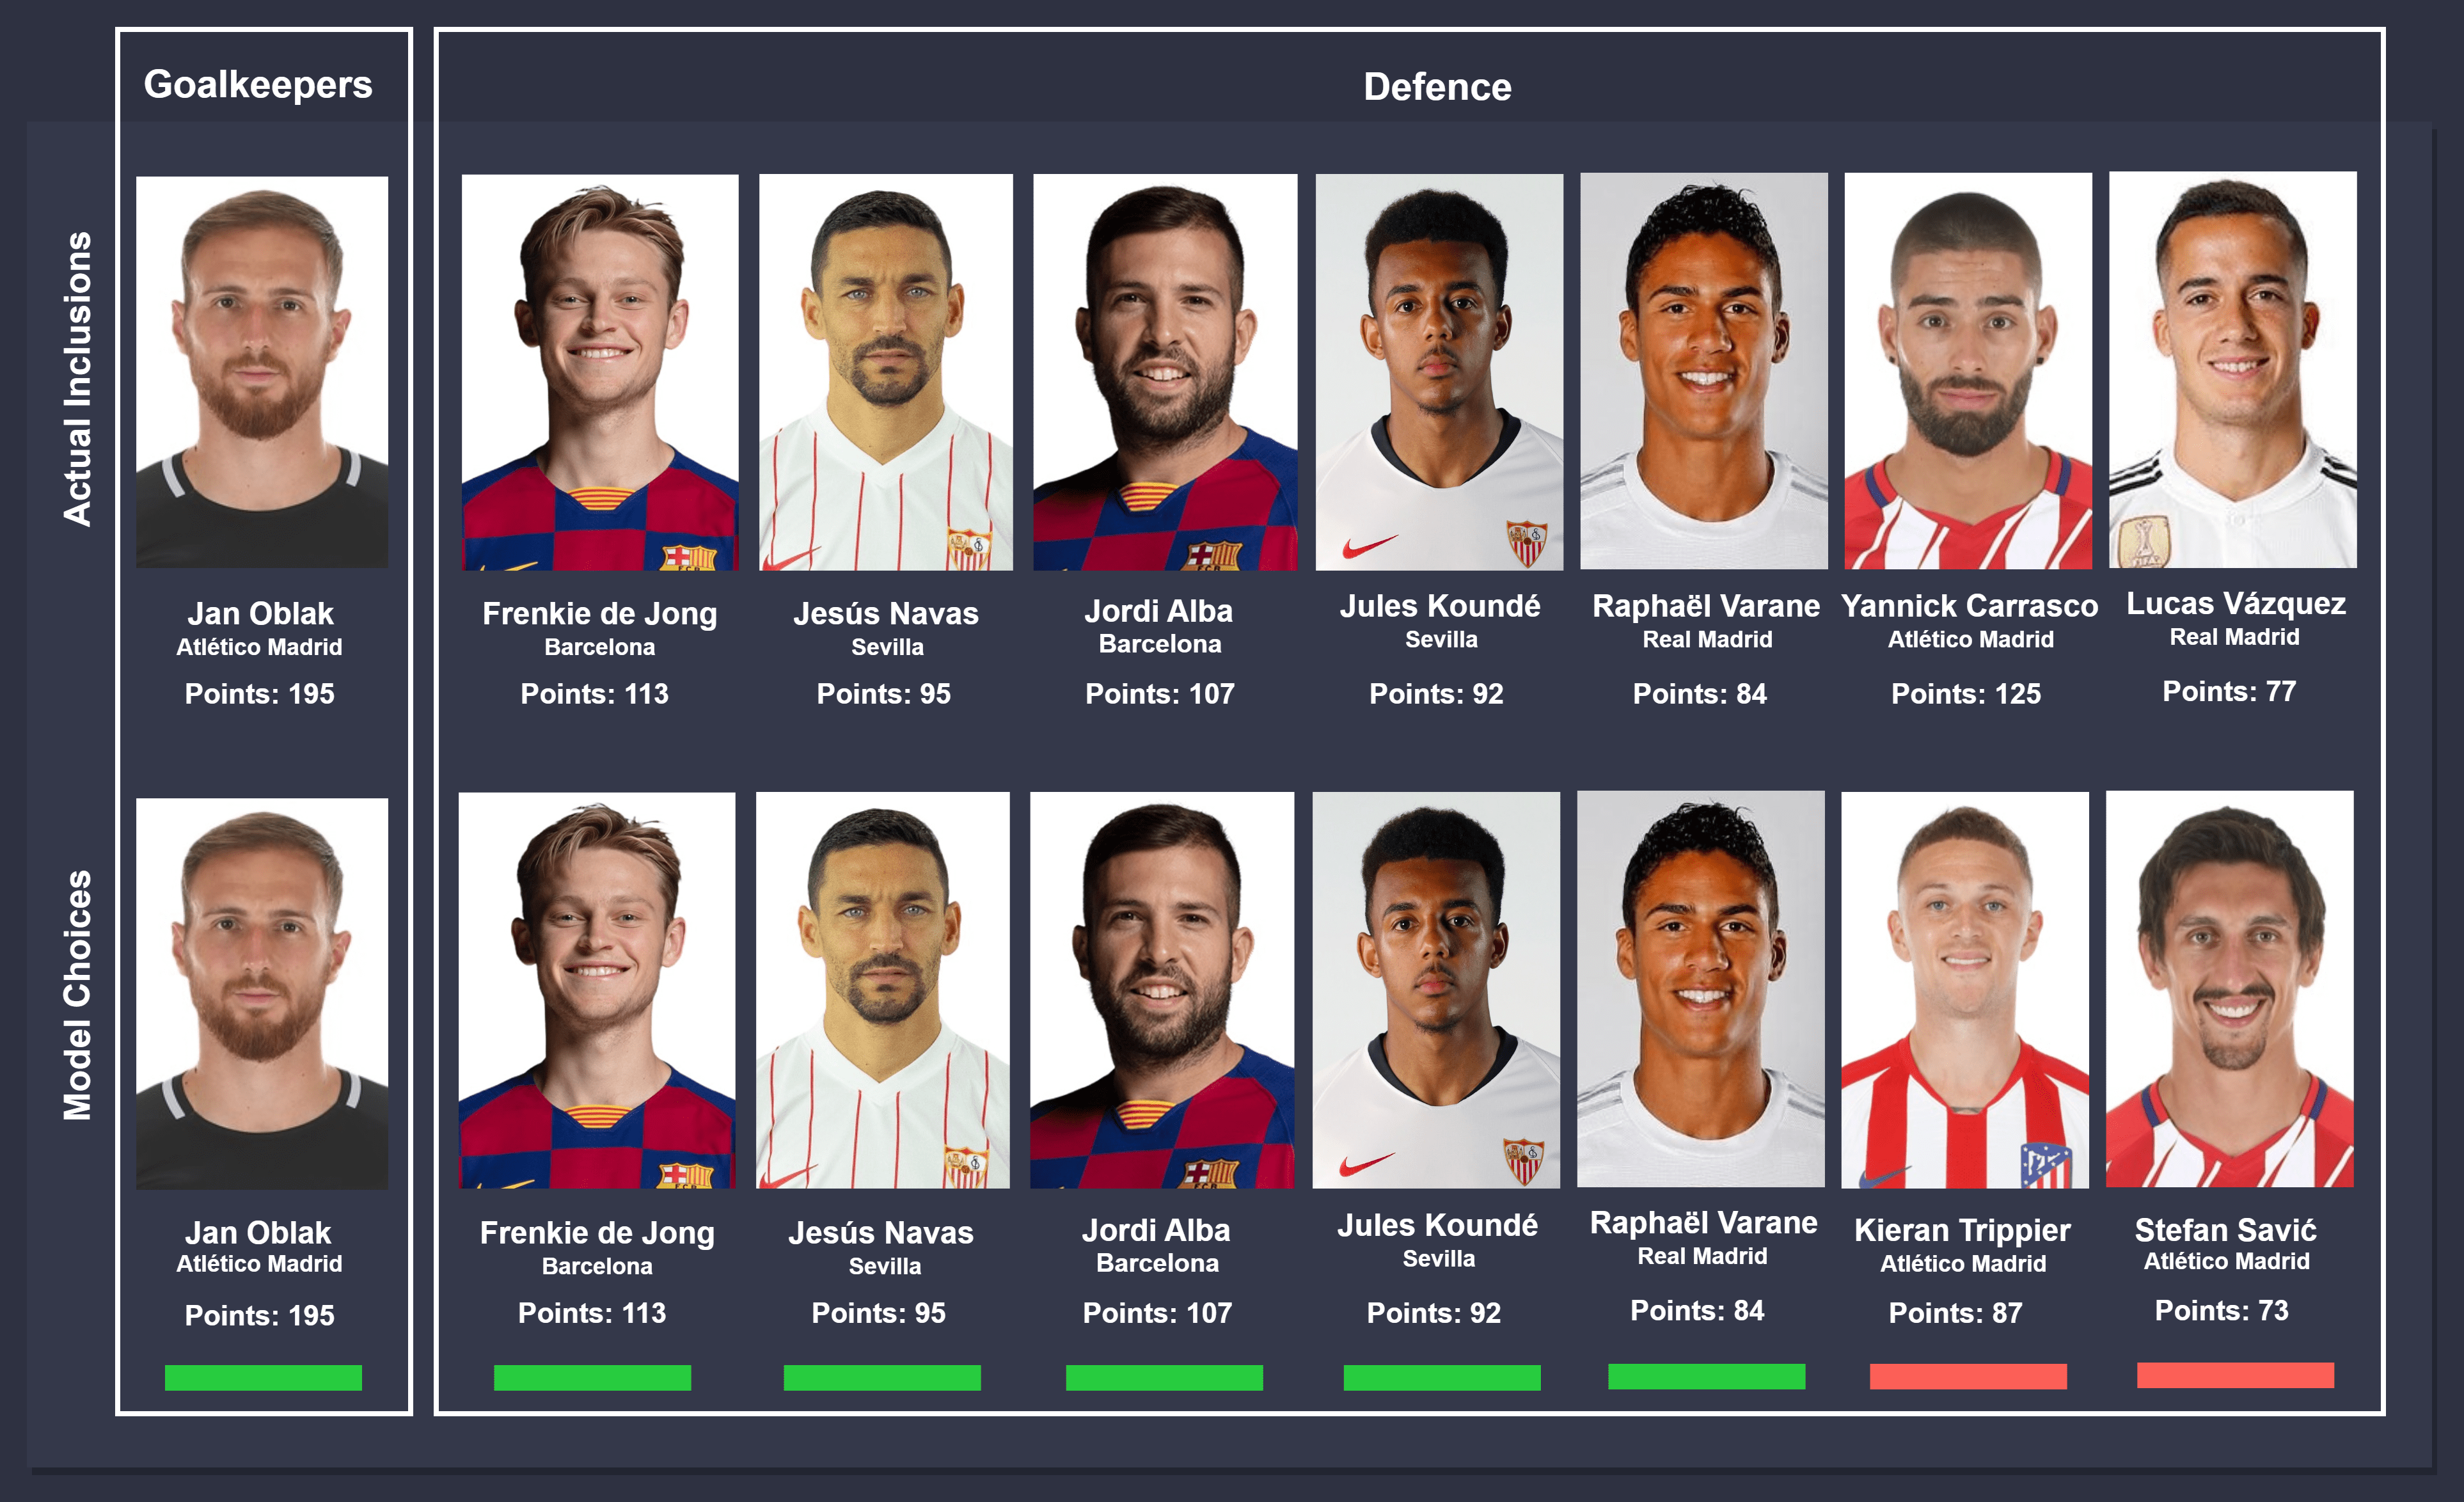 Goalkeepers
Defence
Actual Inclusions
Jan Oblak
Atlético Madrid
Points: 195
Frenkie de Jong
Barcelona
Points: 113
Jesús Navas
Sevilla
Points: 95
Jordi Alba
Barcelona
Points: 107
Jules Koundé
Sevilla
Points: 92
Raphaël Varane
Real Madrid
Points: 84
Yannick Carrasco
Atlético Madrid
Points: 125
Lucas Vázquez
Real Madrid
Points: 77
Model Choices
Jan Oblak
Atlético Madrid
Points: 195
Frenkie de Jong
Barcelona
Points: 113
Jesús Navas
Sevilla
Points: 95
Jordi Alba
Barcelona
Points: 107
Jules Koundé
Sevilla
Points: 92
Raphaël Varane
Real Madrid
Points: 84
Kieran Trippier
Atlético Madrid
Points: 87
Stefan Savić
Atlético Madrid
Points: 73